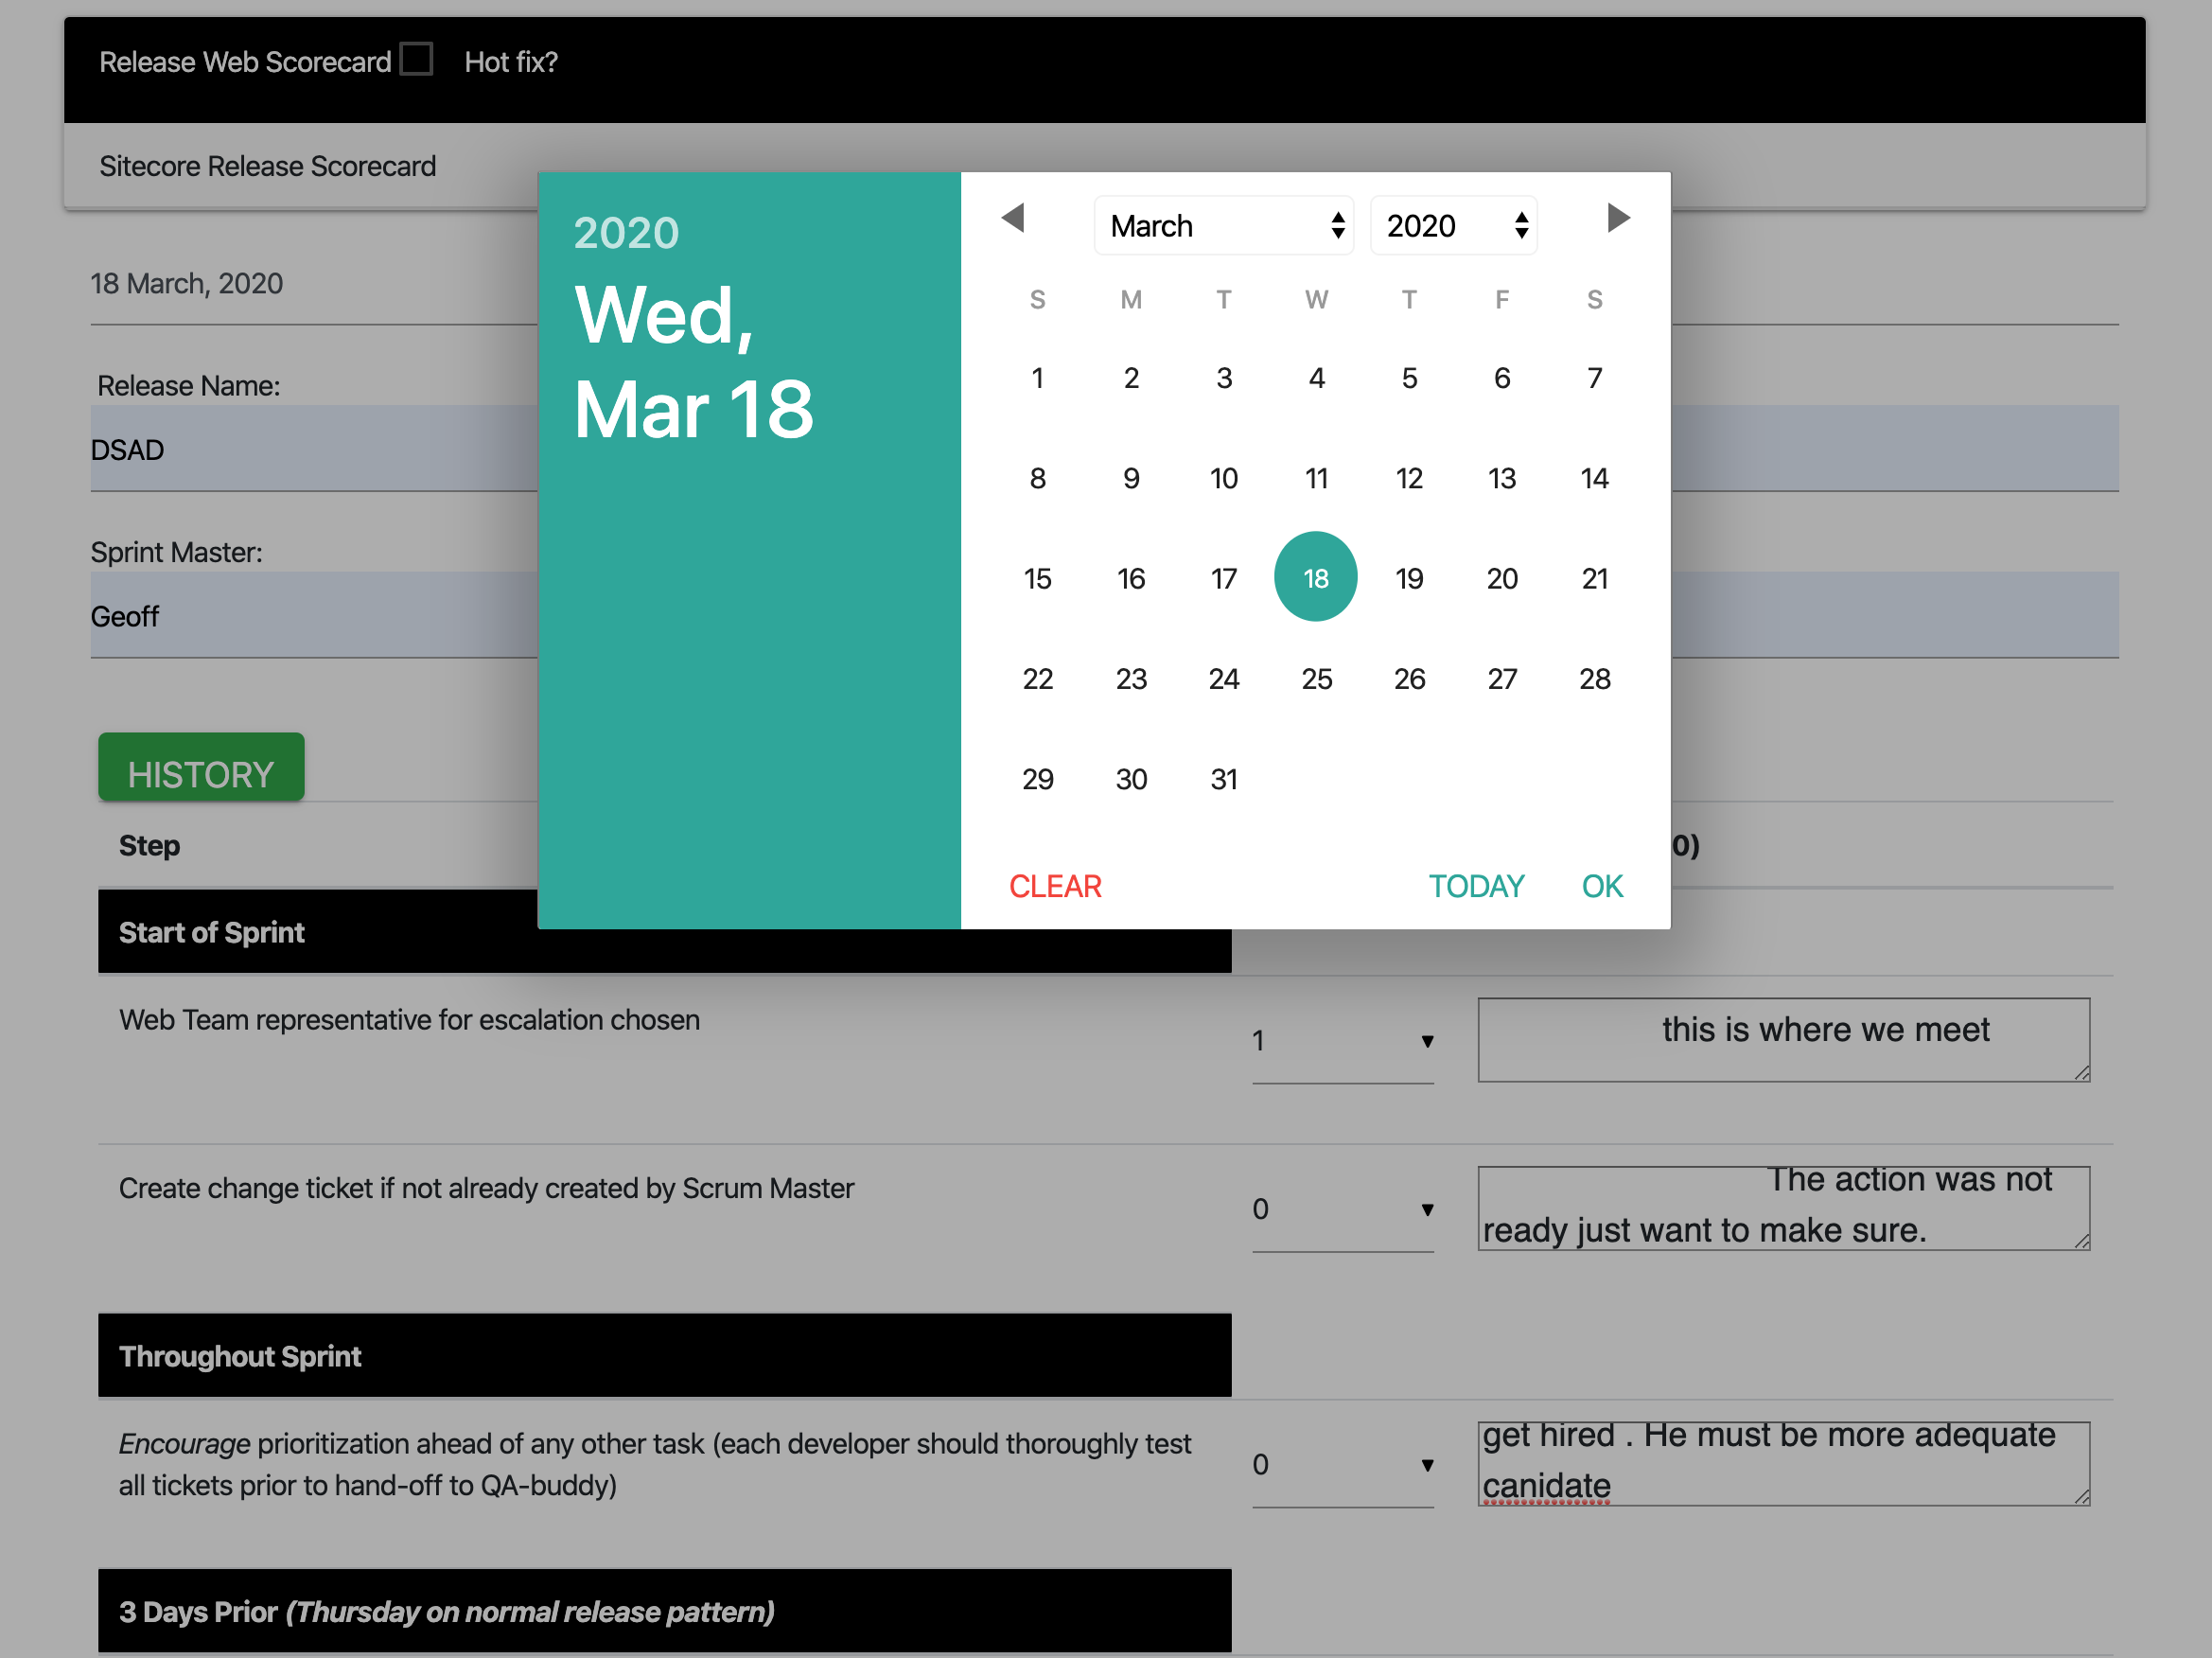 Release Web Scorecard Hot fix?
Sitecore Release Scorecard
18 March, 2020
Release Name:
DSAD
Sprint Master:
Geoff
HISTORY
2020
Wed,
Mar 18
March 2020
S M T W T F S
1 2 3 4 5 6 7
8 9 10 11 12 13 14
15 16 17 18 19 20 21
22 23 24 25 26 27 28
29 30 31
CLEAR TODAY OK
Step 0)
Start of Sprint
Web Team representative for escalation chosen
1
this is where we meet
Create change ticket if not already created by Scrum Master
0
The action was not
ready just want to make sure.
Throughout Sprint
Encourage prioritization ahead of any other task (each developer should thoroughly test
all tickets prior to hand-off to QA-buddy)
0
get hired . He must be more adequate
canidate
3 Days Prior (Thursday on normal release pattern)